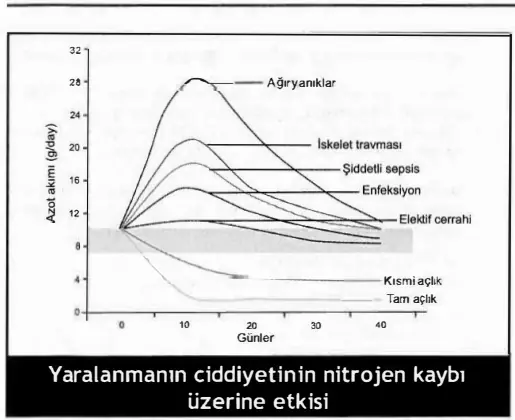 32
28
24
20
16
12
8
4
0
Azot akımı (g/day)
Ağıryanıklar
İskelet travması
Şiddetli sepsis
Enfeksiyon
Elektif cerrahi
Kısmi açlık
Tam açlık
0 10 20 30 40
Günler
Yaralanmanın ciddiyetinin nitrojen kaybı
üzerine etkisi